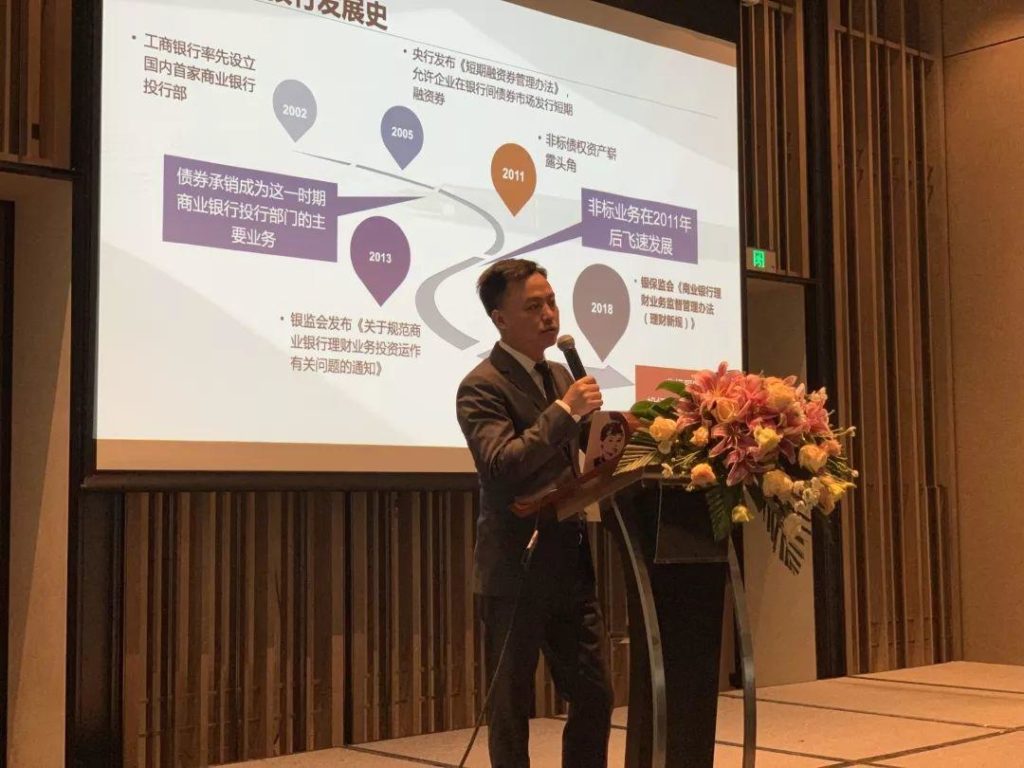 银行发展史
• 工商银行率先设立
国内首家商业银行
投行部
2002
• 央行发布《短期融资券管理办法》，
允许企业在银行间债券市场发行短期
融资券
2005
• 非标债权资产崭
露头角
2011
债券承销成为这一时期
商业银行投行部门的主
要业务
非标业务在2011年
后飞速发展
2013
• 银监会发布《关于规范商
业银行理财业务投资运作
有关问题的通知》
2018
• 银保监会《商业银行理
财业务监督管理办法
（理财新规）》